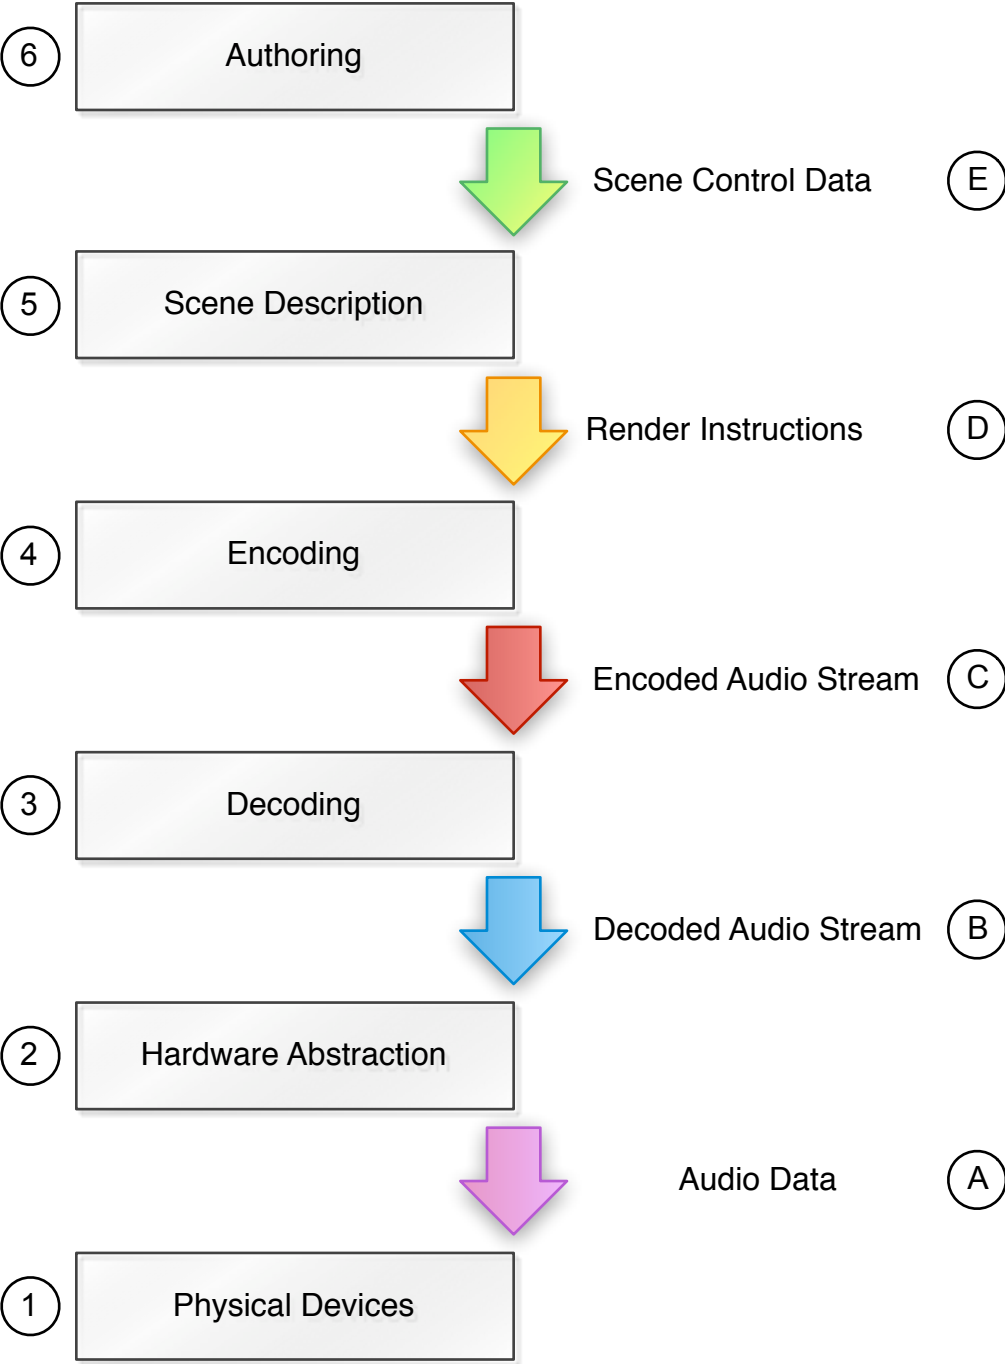 6 Authoring
Scene Control Data E
5 Scene Description
Render Instructions D
4 Encoding
Encoded Audio Stream C
3 Decoding
Decoded Audio Stream B
2 Hardware Abstraction
Audio Data A
1 Physical Devices